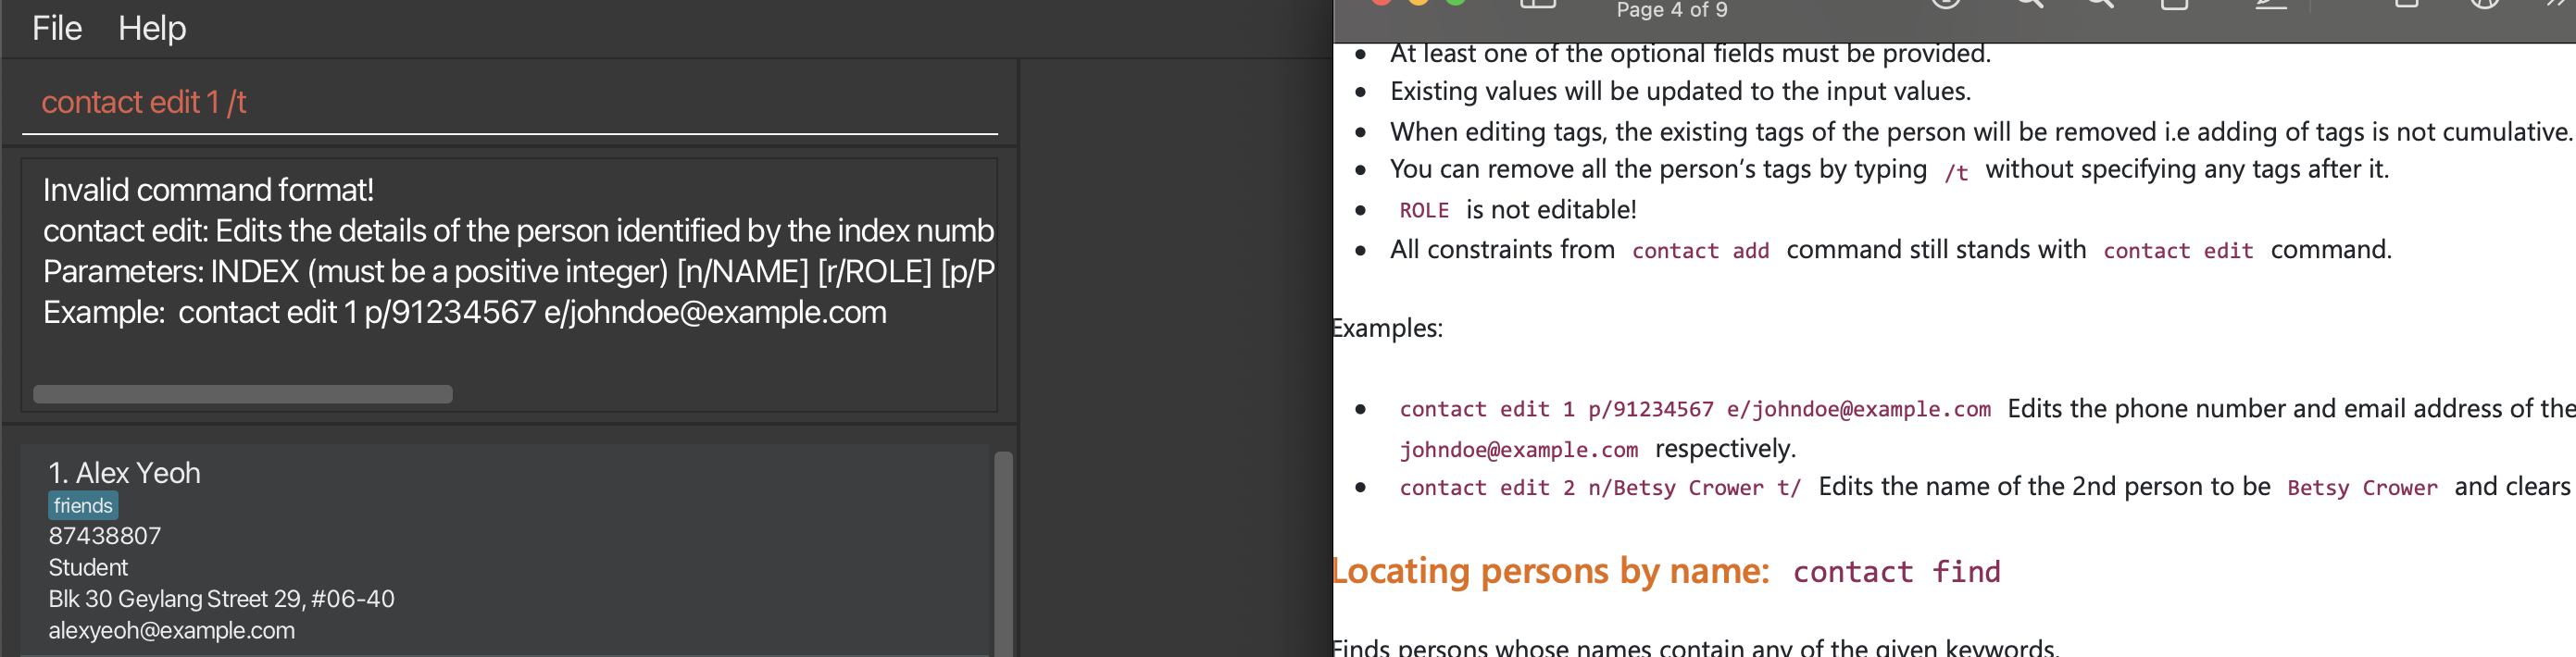 File Help
contact edit 1 /t
Invalid command format!
contact edit: Edits the details of the person identified by the index numb
Parameters: INDEX (must be a positive integer) [n/NAME] [r/ROLE] [p/P
Example:  contact edit 1 p/91234567 e/johndoe@example.com
1. Alex Yeoh
friends
87438807
Student
Blk 30 Geylang Street 29, #06-40
alexyeoh@example.com
Page 4 of 9
• At least one of the optional fields must be provided.
• Existing values will be updated to the input values.
• When editing tags, the existing tags of the person will be removed i.e adding of tags is not cumulative.
• You can remove all the person’s tags by typing /t without specifying any tags after it.
• ROLE is not editable!
• All constraints from contact add command still stands with contact edit command.
Examples:
• contact edit 1 p/91234567 e/johndoe@example.com Edits the phone number and email address of the
johndoe@example.com respectively.
• contact edit 2 n/Betsy Crower t/ Edits the name of the 2nd person to be Betsy Crower and clears
Locating persons by name: contact find
Finds persons whose names contain any of the given keywords.